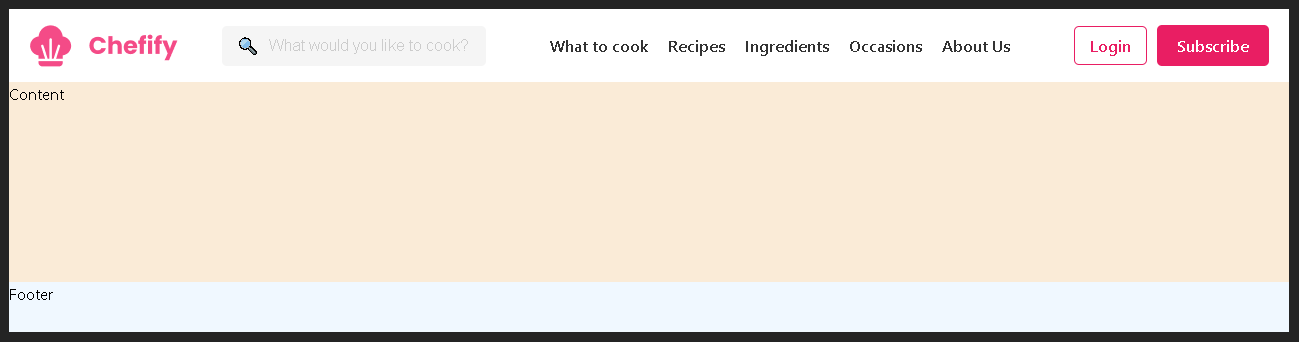 Chefify
What would you like to cook?
What to cook
Recipes
Ingredients
Occasions
About Us
Login
Subscribe
Content
Footer